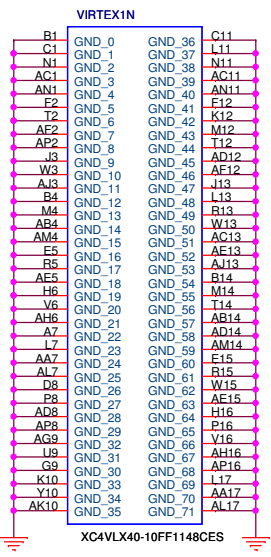 VIRTEX1N
B1 GND_0 GND_36 C11
C1 GND_1 GND_37 L11
N1 GND_2 GND_38 N11
AC1 GND_3 GND_39 AC11
AN1 GND_4 GND_40 AN11
F2 GND_5 GND_41 F12
T2 GND_6 GND_42 K12
AF2 GND_7 GND_43 M12
AP2 GND_8 GND_44 T12
J3 GND_9 GND_45 AD12
W3 GND_10 GND_46 AF12
AJ3 GND_11 GND_47 J13
B4 GND_12 GND_48 L13
M4 GND_13 GND_49 R13
AB4 GND_14 GND_50 W13
AM4 GND_15 GND_51 AC13
E5 GND_16 GND_52 AE13
R5 GND_17 GND_53 AJ13
AE5 GND_18 GND_54 B14
H6 GND_19 GND_55 M14
V6 GND_20 GND_56 T14
AH6 GND_21 GND_57 AB14
A7 GND_22 GND_58 AD14
L7 GND_23 GND_59 AM14
AA7 GND_24 GND_60 E15
AL7 GND_25 GND_61 R15
D8 GND_26 GND_62 W15
P8 GND_27 GND_63 AE15
AD8 GND_28 GND_64 H16
AP8 GND_29 GND_65 P16
AG9 GND_32 GND_66 V16
U9 GND_31 GND_67 AH16
G9 GND_30 GND_68 AP16
K10 GND_33 GND_69 L17
Y10 GND_34 GND_70 AA17
AK10 GND_35 GND_71 AL17
XC4VLX40-10FF1148CES